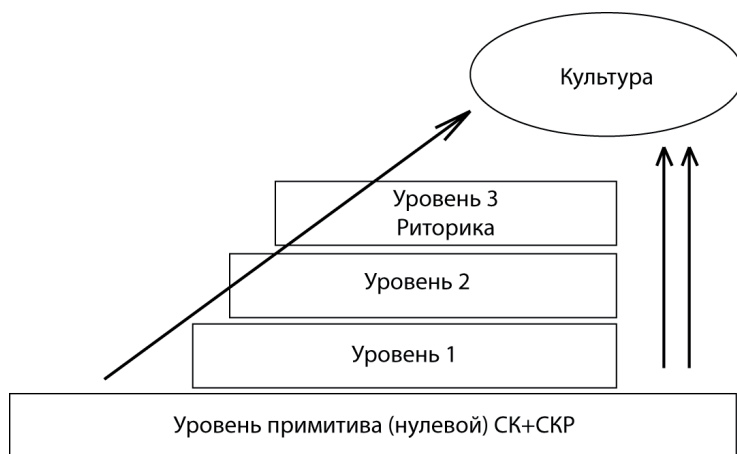 Культура
Уровень 3
Риторика
Уровень 2
Уровень 1
Уровень примитива (нулевой) СК+СКР